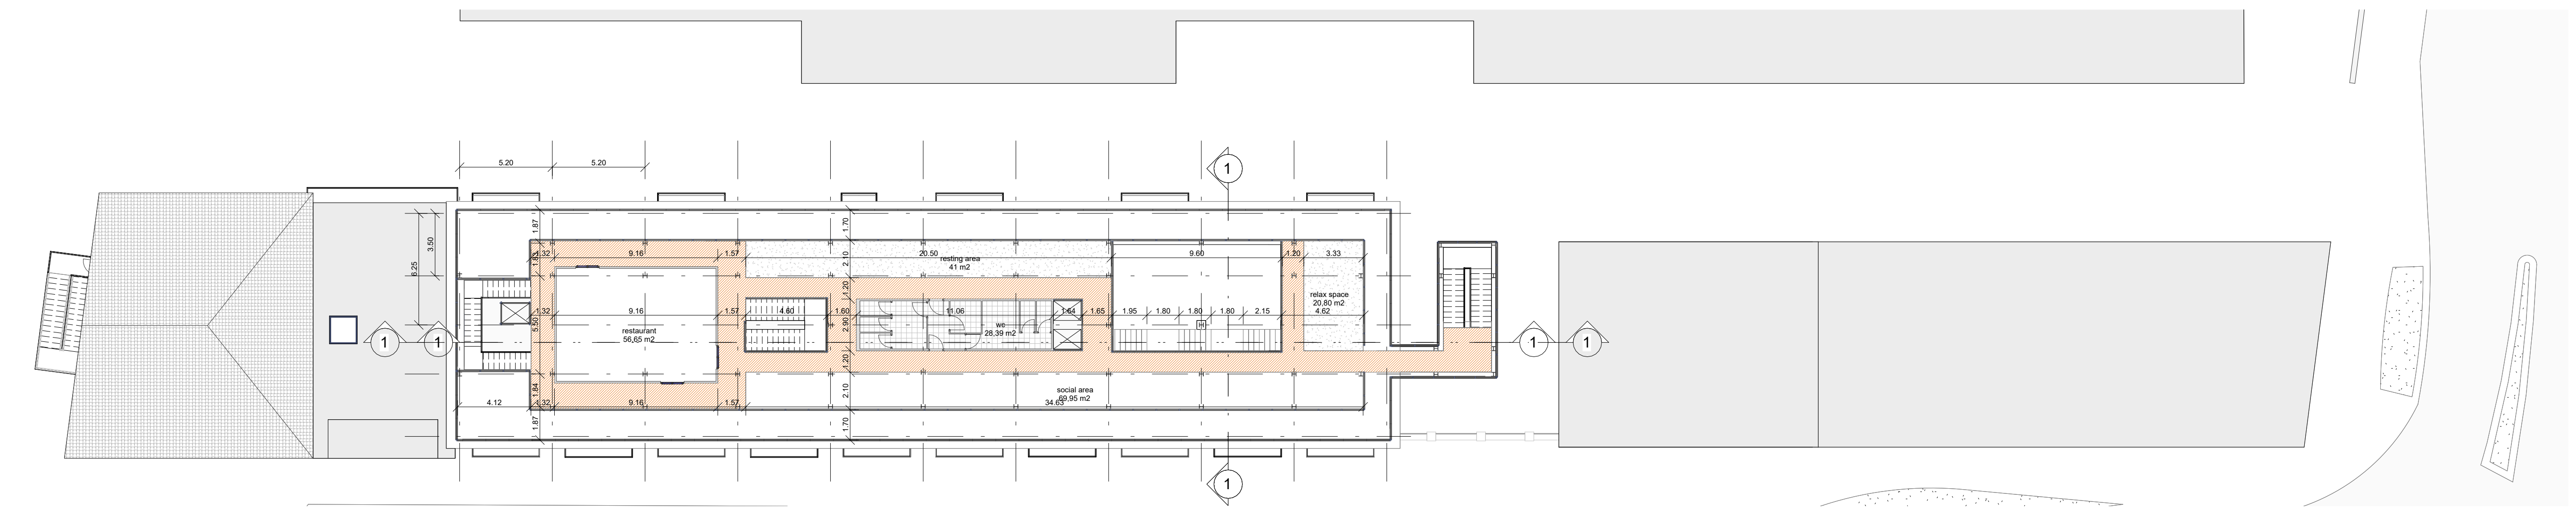 5.20 5.20
1
1.87 1.70
3.50
6.25
1.83 1.32 9.16 1.57 2.10 20.50 9.60 1.20 3.33
resting area
41 m2
1.20
relax space
20,80 m2
1.32 9.16 1.57 4.60 1.60 11.06 1.64 1.65 1.95 1.80 1.80 1.80 2.15 4.62
5.50 2.90
restaurant
56,65 m2
wc
28,39 m2
1 1 1 1
1.20
1.84 2.10
social area
69,95 m2
4.12 1.32 9.16 1.57 34.63
1.87 1.70
1